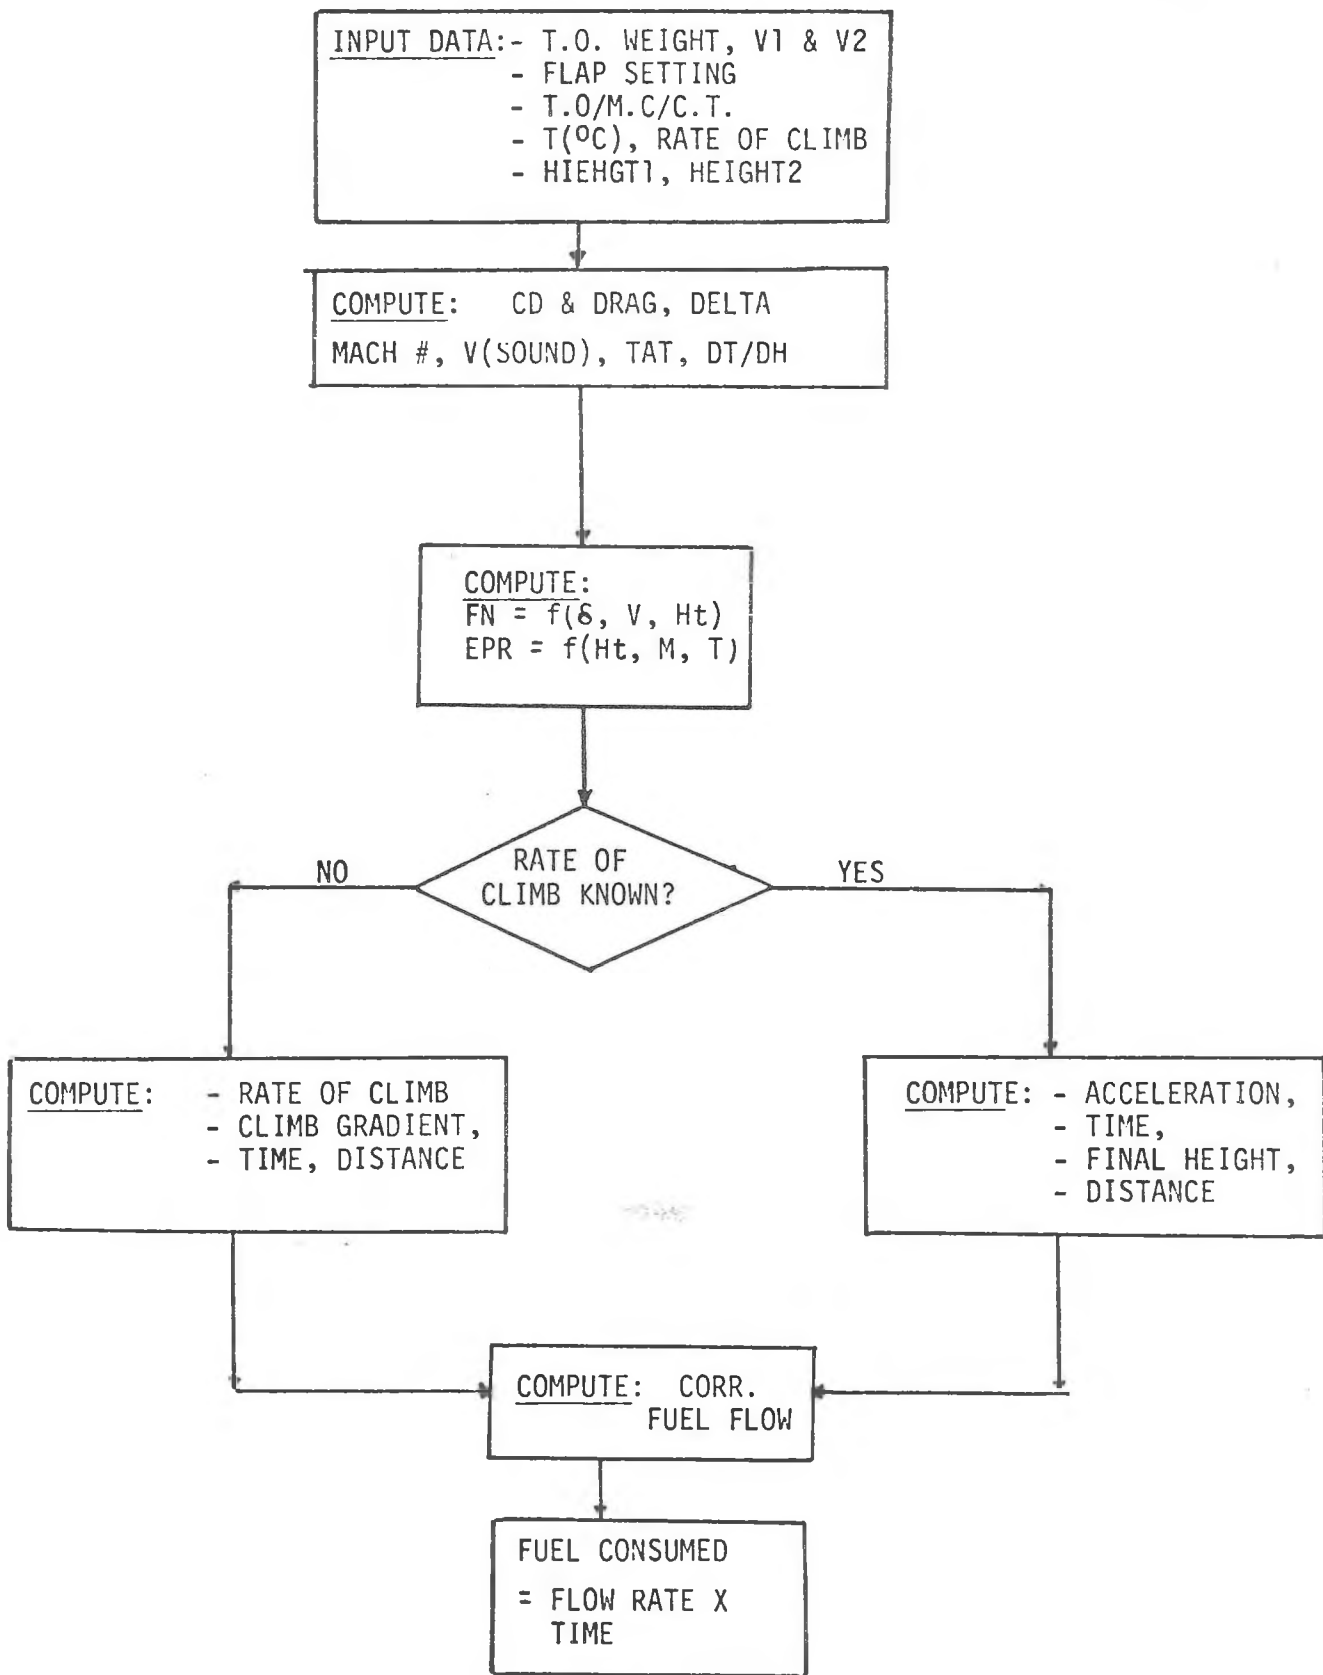 INPUT DATA:- T.O. WEIGHT, V1 & V2
- FLAP SETTING
- T.O/M.C/C.T.
- T(ºC), RATE OF CLIMB
- HIEHGT1, HEIGHT2
COMPUTE: CD & DRAG, DELTA
MACH #, V(SOUND), TAT, DT/DH
COMPUTE:
FN = f(δ, V, Ht)
EPR = f(Ht, M, T)
RATE OF
CLIMB KNOWN?
NO
YES
COMPUTE: - RATE OF CLIMB
- CLIMB GRADIENT,
- TIME, DISTANCE
COMPUTE: - ACCELERATION,
- TIME,
- FINAL HEIGHT,
- DISTANCE
COMPUTE: CORR.
FUEL FLOW
FUEL CONSUMED
= FLOW RATE X
TIME